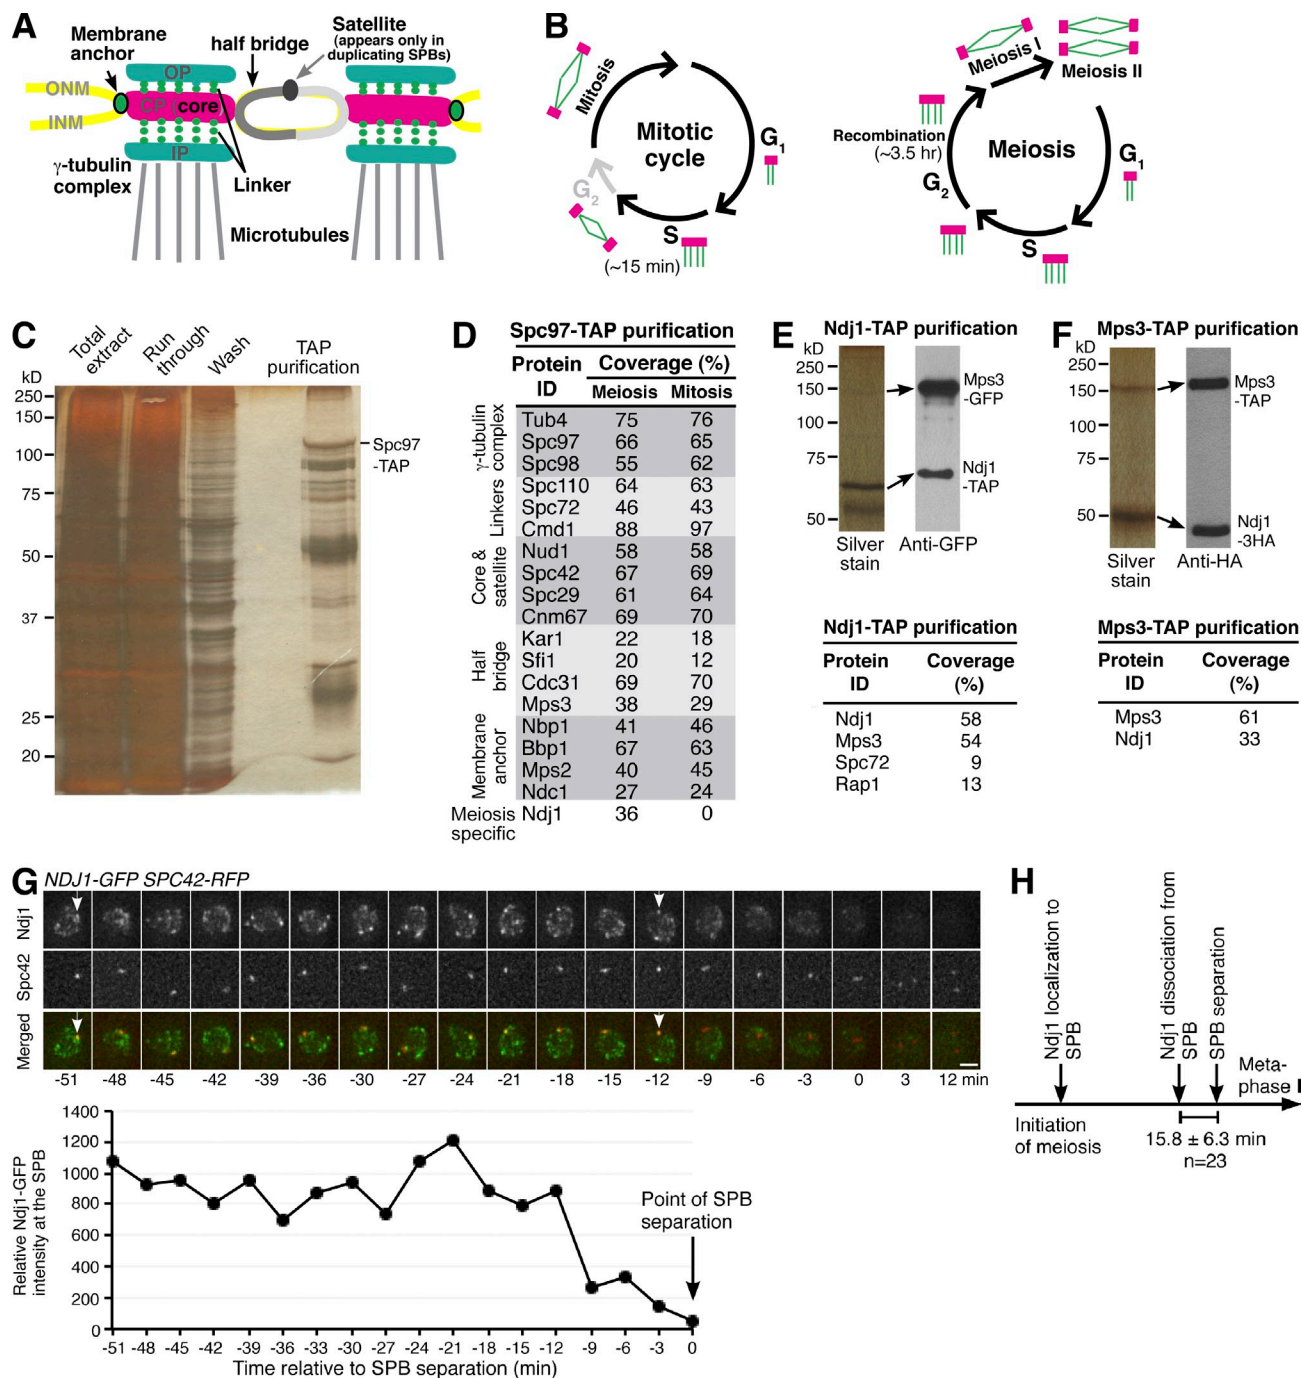 A
Membrane
anchor
half bridge
Satellite
(appears only in
duplicating SPBs)
OP
ONM
CP (core)
INM
IP
γ-tubulin
complex
Linker
Microtubules
B
Mitosis
Mitotic
cycle
G1
G2
S
(~15 min)
Meiosis I
Meiosis II
Recombination
(~3.5 hr)
Meiosis
G1
G2
S
C
Total
extract
Run
through
Wash
TAP
purification
kD
250
150
100
75
50
37
25
20
Spc97
-TAP
D
Spc97-TAP purification
Protein
ID
Coverage (%)
Meiosis Mitosis
γ-tubulin
complex
Tub4 75 76
Spc97 66 65
Spc98 55 62
Linkers
Spc110 64 63
Spc72 46 43
Cmd1 88 97
Core &
satellite
Nud1 58 58
Spc42 67 69
Spc29 61 64
Cnm67 69 70
Half
bridge
Kar1 22 18
Sfi1 20 12
Cdc31 69 70
Mps3 38 29
Membrane
anchor
Nbp1 41 46
Bbp1 67 63
Mps2 40 45
Ndc1 27 24
Meiosis
specific
Ndj1 36 0
E
Ndj1-TAP purification
kD
250
150
100
75
50
Mps3
-GFP
Ndj1
-TAP
Silver
stain
Anti-GFP
Ndj1-TAP purification
Protein
ID
Coverage
(%)
Ndj1 58
Mps3 54
Spc72 9
Rap1 13
F
Mps3-TAP purification
kD
250
150
100
75
50
Mps3
-TAP
Ndj1
-3HA
Silver
stain
Anti-HA
Mps3-TAP purification
Protein
ID
Coverage
(%)
Mps3 61
Ndj1 33
G
NDJ1-GFP SPC42-RFP
Ndj1
Spc42
Merged
-51 -48 -45 -42 -39 -36 -30 -27 -24 -21 -18 -15 -12 -9 -6 -3 0 3 12 min
Relative Ndj1-GFP
intensity at the SPB
1400
1200
1000
800
600
400
200
0
Point of SPB
separation
-51 -48 -45 -42 -39 -36 -33 -30 -27 -24 -21 -18 -15 -12 -9 -6 -3 0
Time relative to SPB separation (min)
H
Ndj1 localization to
SPB
Ndj1 dissociation from
SPB
SPB separation
Meta-
phase I
Initiation
of meiosis
15.8 ± 6.3 min
n=23